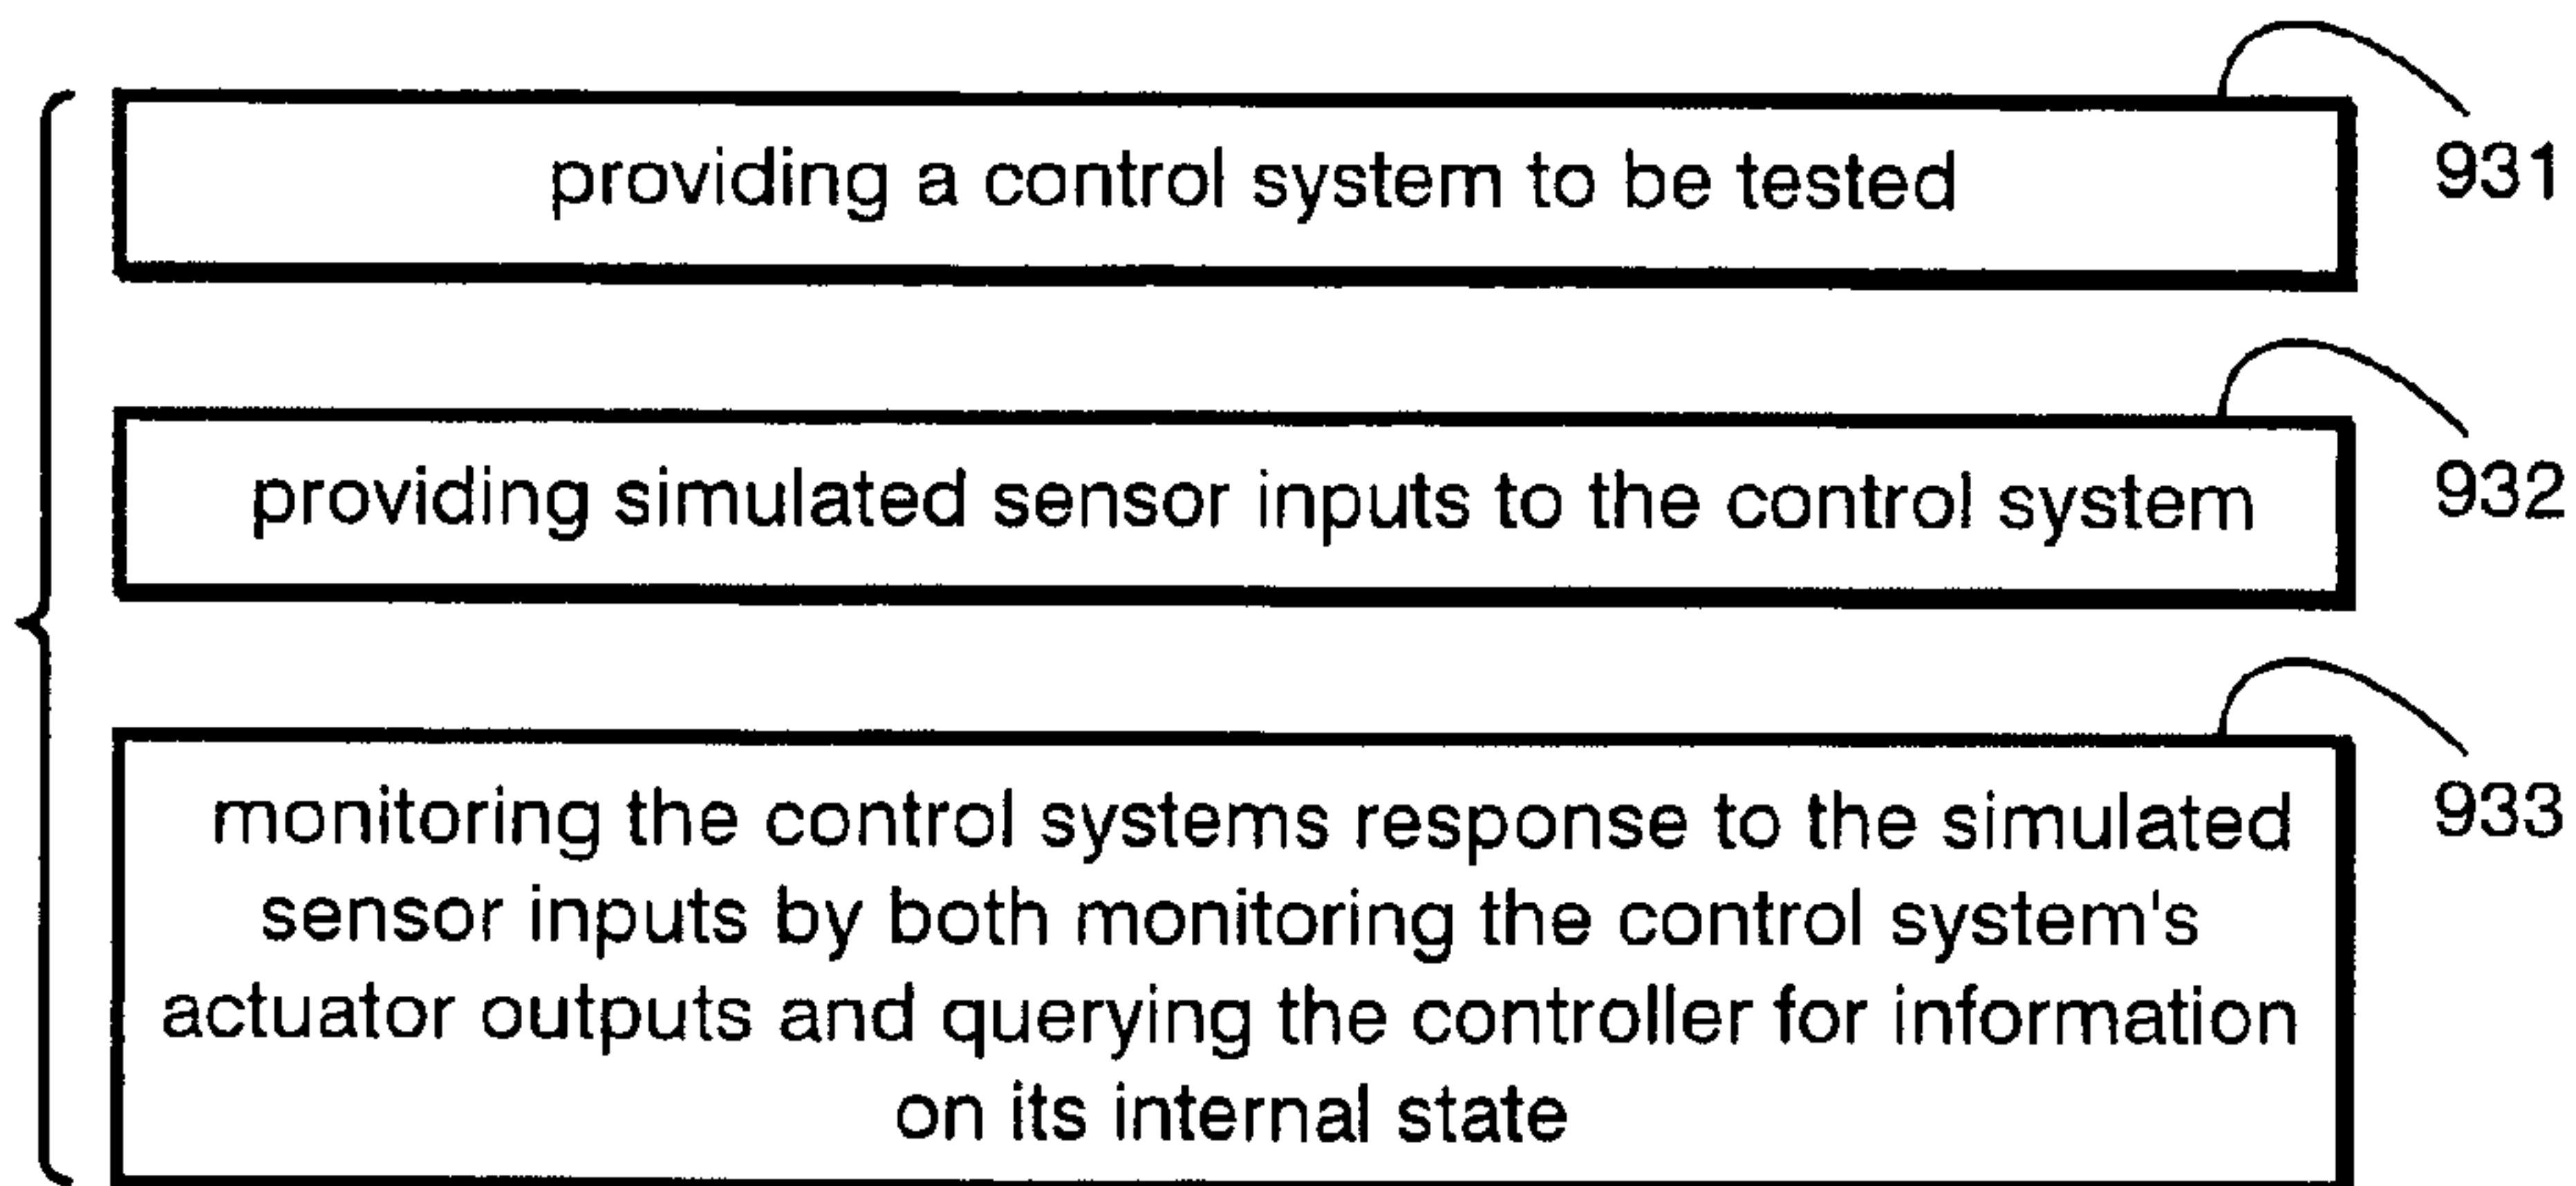 providing a control system to be tested
931
providing simulated sensor inputs to the control system
932
monitoring the control systems response to the simulated
sensor inputs by both monitoring the control system's
actuator outputs and querying the controller for information
on its internal state
933